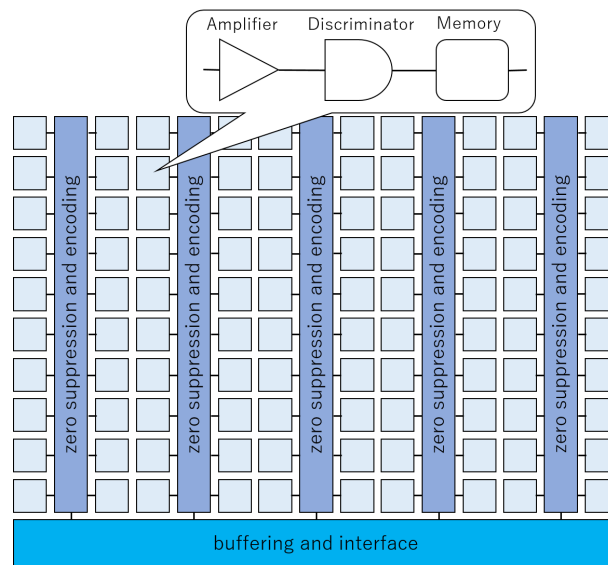 Amplifier Discriminator Memory
zero suppression and encoding
zero suppression and encoding
zero suppression and encoding
zero suppression and encoding
zero suppression and encoding
buffering and interface